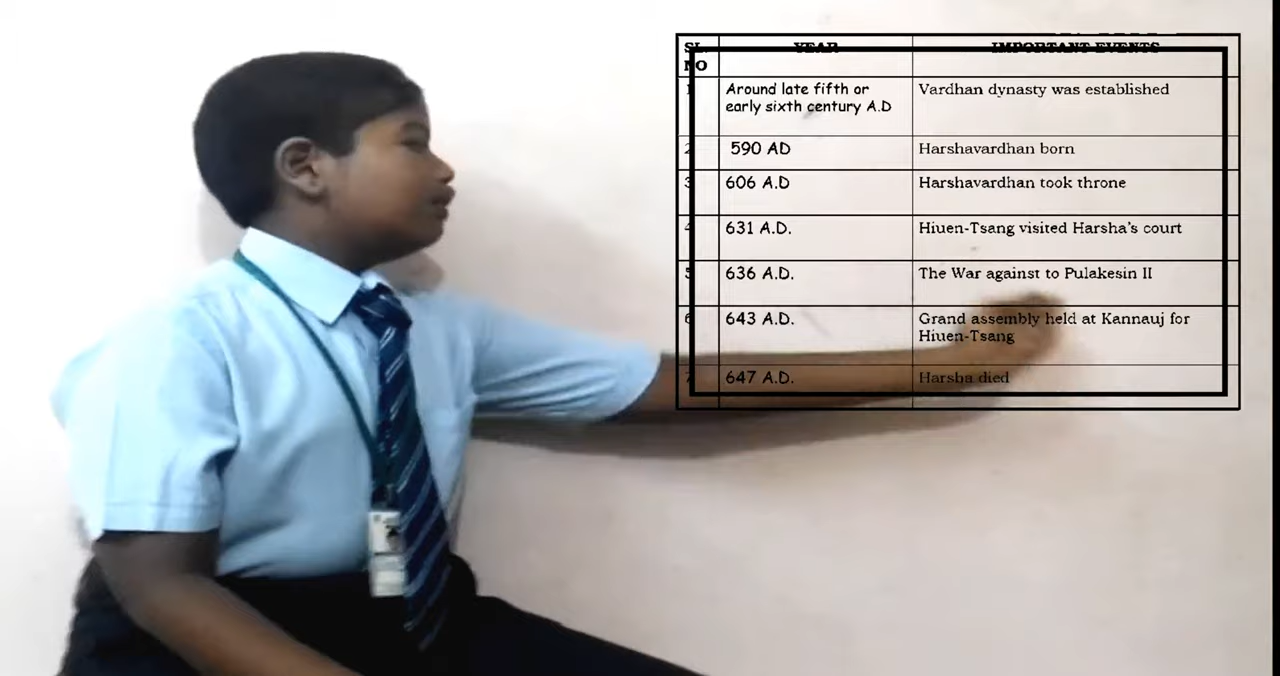 SL. NO YEAR IMPORTANT EVENTS
1 Around late fifth or early sixth century A.D Vardhan dynasty was established
2 590 AD Harshavardhan born
3 606 A.D Harshavardhan took throne
4 631 A.D. Hiuen-Tsang visited Harsha's court
5 636 A.D. The War against to Pulakesin II
6 643 A.D. Grand assembly held at Kannauj for Hiuen-Tsang
7 647 A.D. Harsha died